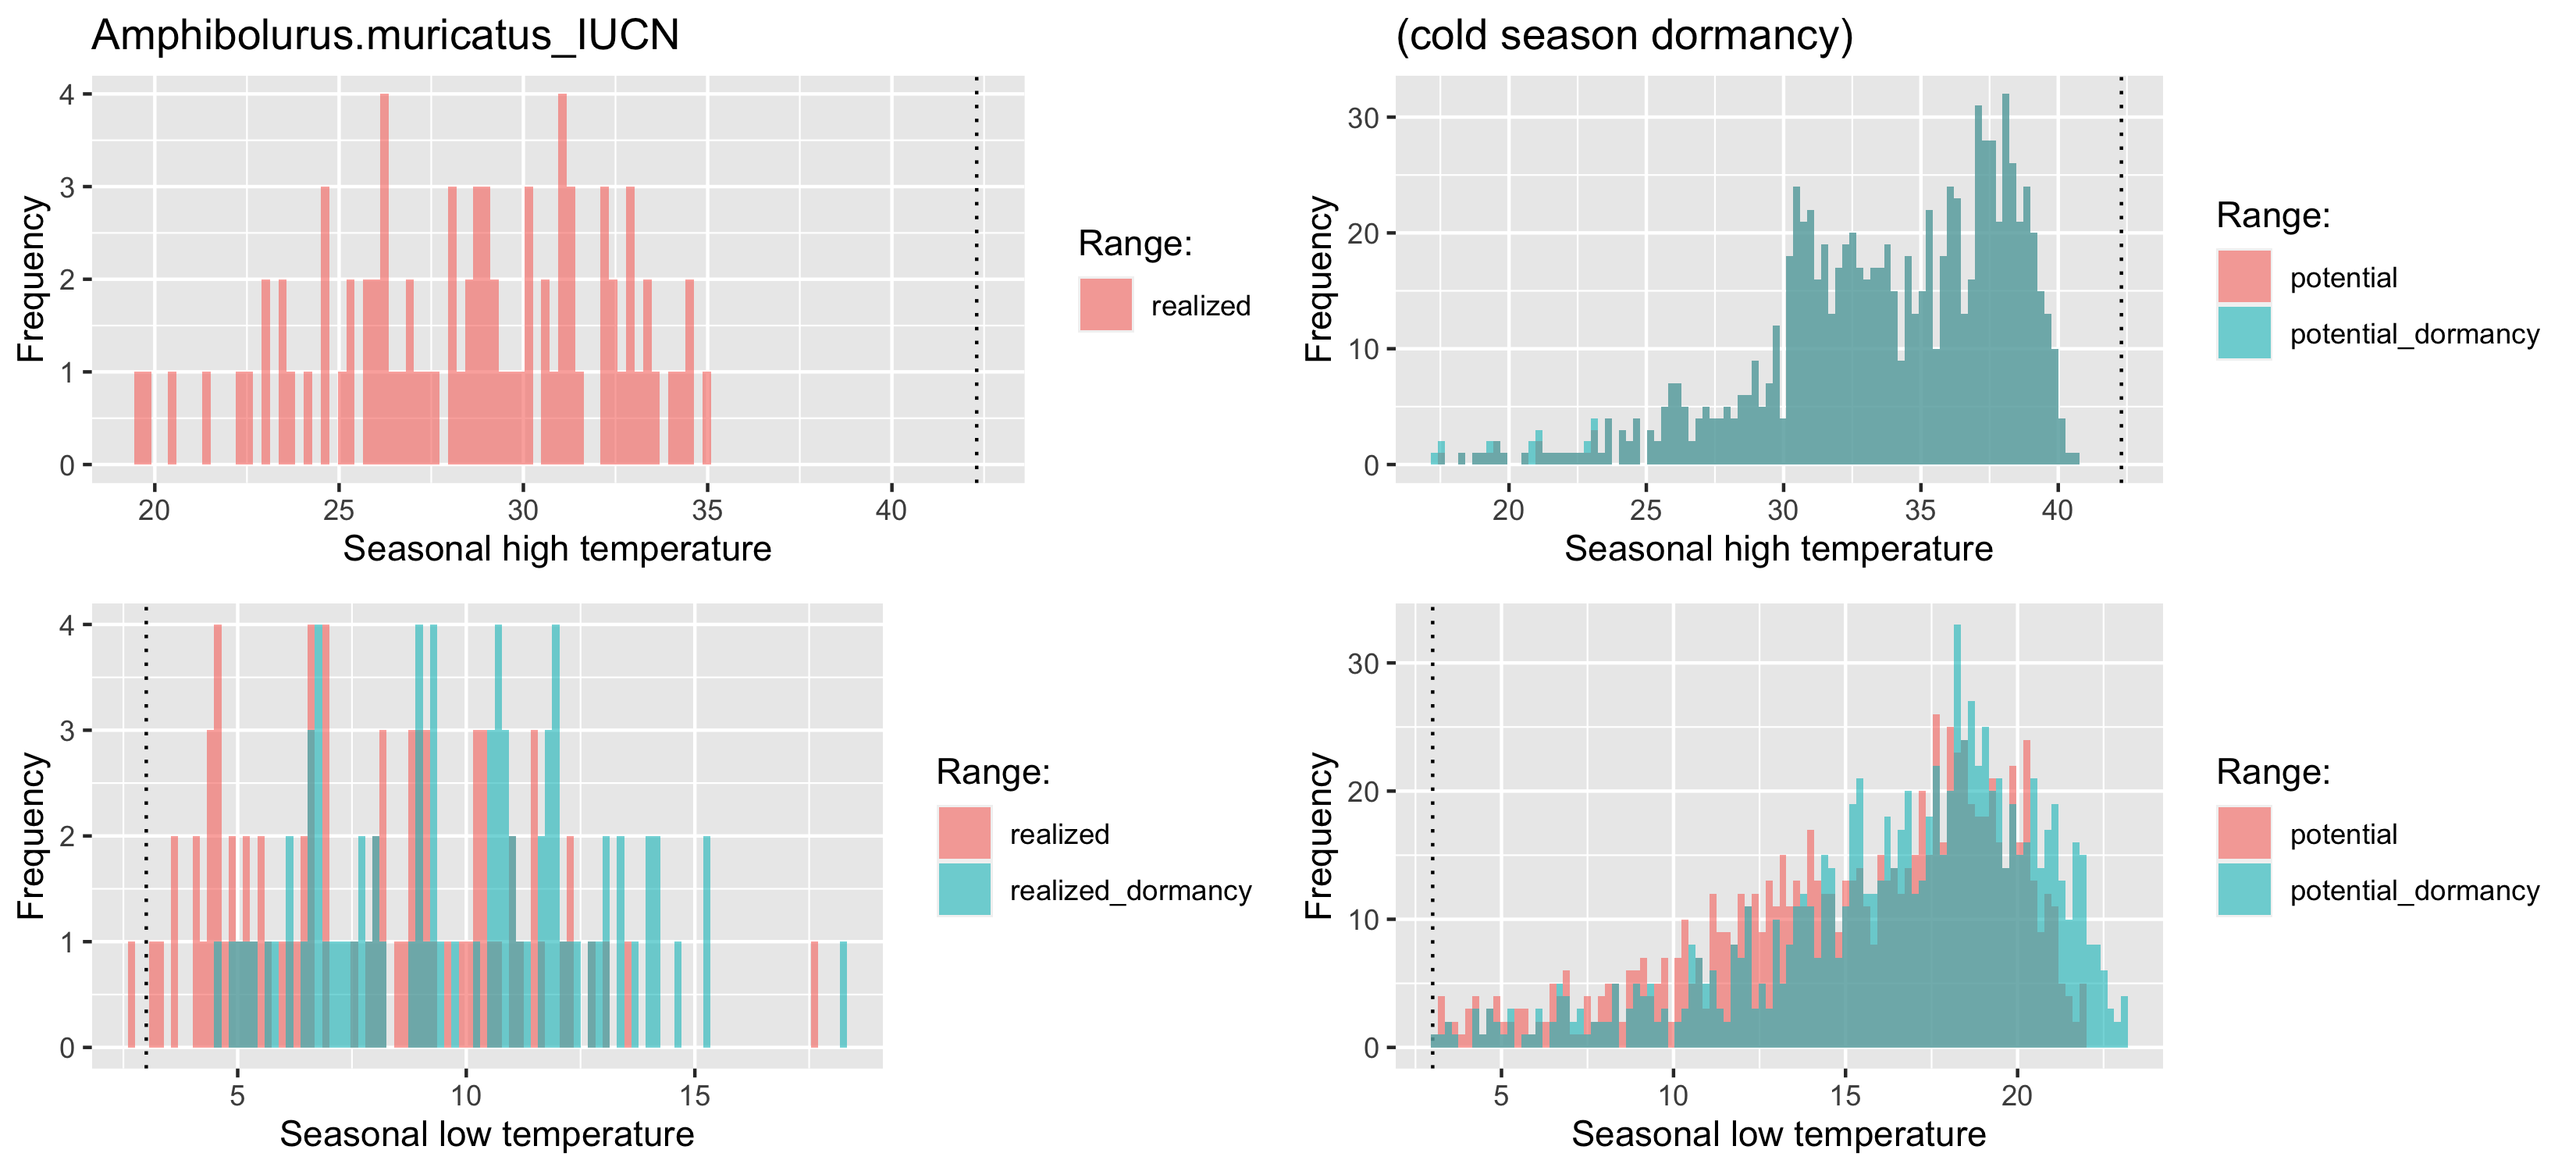 Amphibolurus.muricatus_IUCN
4
3
2
1
0
Frequency
20 25 30 35 40
Seasonal high temperature
Range:
realized
(cold season dormancy)
30
20
10
0
Frequency
20 25 30 35 40
Seasonal high temperature
Range:
potential
potential_dormancy
4
3
2
1
0
Frequency
5 10 15
Seasonal low temperature
Range:
realized
realized_dormancy
30
20
10
0
Frequency
5 10 15 20
Seasonal low temperature
Range:
potential
potential_dormancy